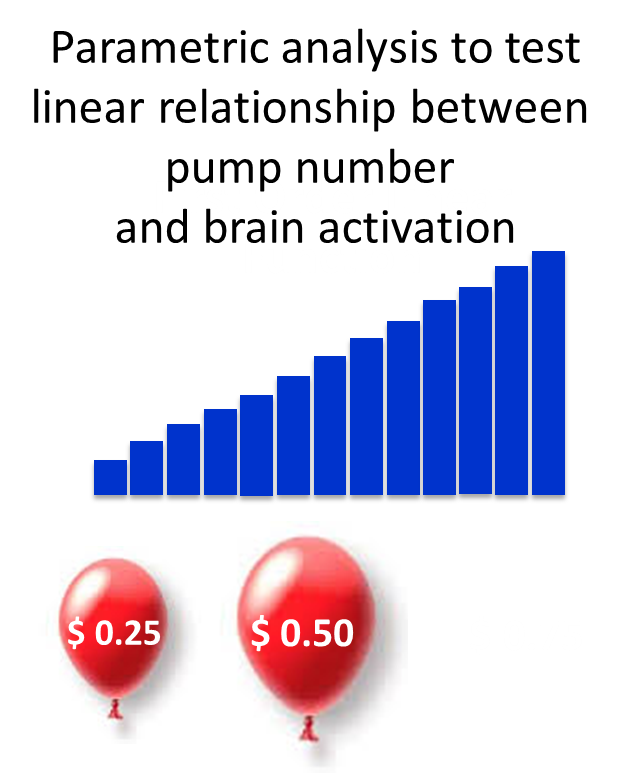 Parametric analysis to test
linear relationship between
pump number
and brain activation
$ 0.25
$ 0.50